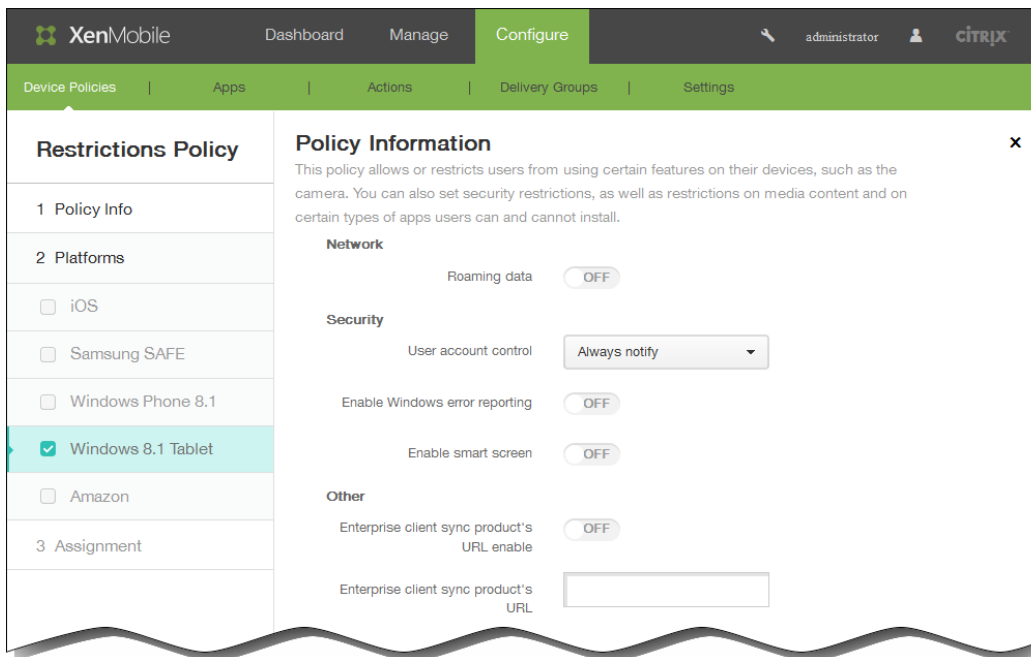 XenMobile Dashboard Manage Configure administrator CİTRIX
Device Policies | Apps | Actions | Delivery Groups | Settings
Restrictions Policy
1 Policy Info
2 Platforms
iOS
Samsung SAFE
Windows Phone 8.1
Windows 8.1 Tablet
Amazon
3 Assignment
Policy Information
This policy allows or restricts users from using certain features on their devices, such as the
camera. You can also set security restrictions, as well as restrictions on media content and on
certain types of apps users can and cannot install.
Network
Roaming data OFF
Security
User account control Always notify
Enable Windows error reporting OFF
Enable smart screen OFF
Other
Enterprise client sync product's
URL enable OFF
Enterprise client sync product's
URL